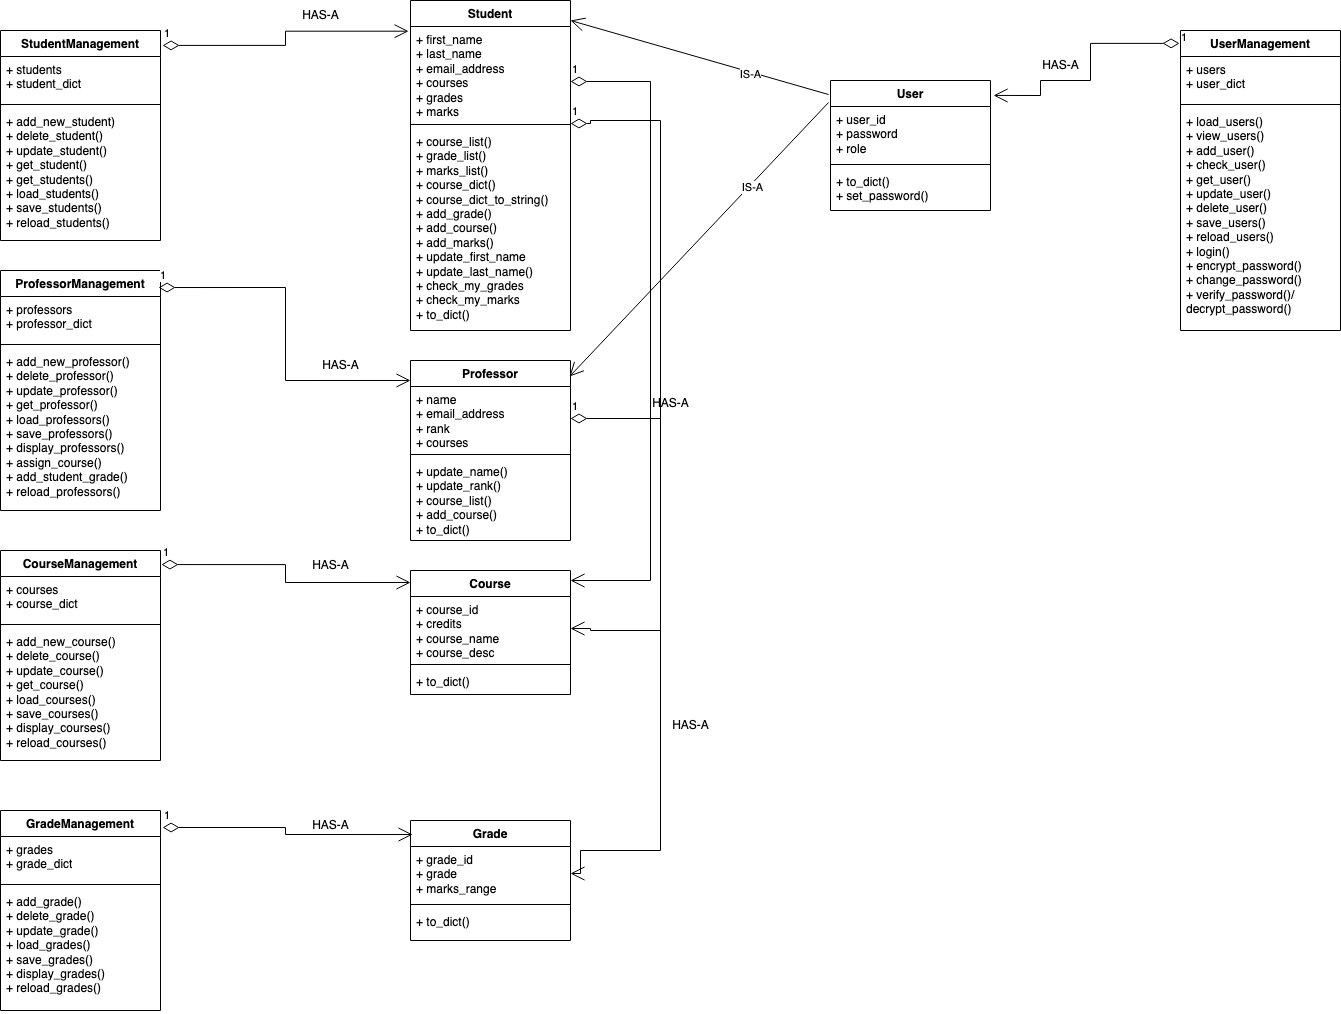 StudentManagement
+ students
+ student_dict
+ add_new_student)
+ delete_student()
+ update_student()
+ get_student()
+ get_students()
+ load_students()
+ save_students()
+ reload_students()
1
HAS-A
Student
+ first_name
+ last_name
+ email_address
+ courses
+ grades
+ marks
+ course_list()
+ grade_list()
+ marks_list()
+ course_dict()
+ course_dict_to_string()
+ add_grade()
+ add_course()
+ add_marks()
+ update_first_name
+ update_last_name()
+ check_my_grades
+ check_my_marks
+ to_dict()
1
1
IS-A
IS-A
User
+ user_id
+ password
+ role
+ to_dict()
+ set_password()
HAS-A
1
UserManagement
+ users
+ user_dict
+ load_users()
+ view_users()
+ add_user()
+ check_user()
+ get_user()
+ update_user()
+ delete_user()
+ save_users()
+ reload_users()
+ login()
+ encrypt_password()
+ change_password()
+ verify_password()/
decrypt_password()
ProfessorManagement
+ professors
+ professor_dict
+ add_new_professor()
+ delete_professor()
+ update_professor()
+ get_professor()
+ load_professors()
+ save_professors()
+ display_professors()
+ assign_course()
+ add_student_grade()
+ reload_professors()
1
HAS-A
Professor
+ name
+ email_address
+ rank
+ courses
+ update_name()
+ update_rank()
+ course_list()
+ add_course()
+ to_dict()
1
HAS-A
CourseManagement
+ courses
+ course_dict
+ add_new_course()
+ delete_course()
+ update_course()
+ get_course()
+ load_courses()
+ save_courses()
+ display_courses()
+ reload_courses()
1
HAS-A
Course
+ course_id
+ credits
+ course_name
+ course_desc
+ to_dict()
HAS-A
GradeManagement
+ grades
+ grade_dict
+ add_grade()
+ delete_grade()
+ update_grade()
+ load_grades()
+ save_grades()
+ display_grades()
+ reload_grades()
1
HAS-A
Grade
+ grade_id
+ grade
+ marks_range
+ to_dict()